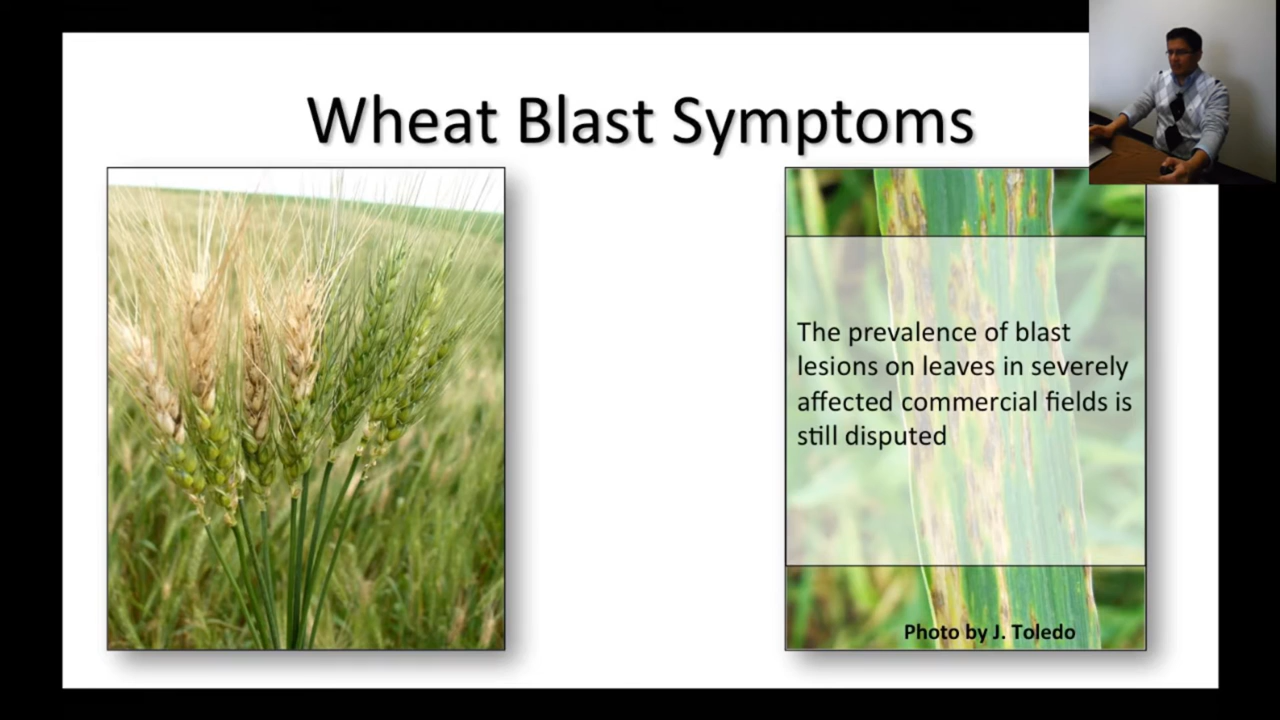 Wheat Blast Symptoms
The prevalence of blast
lesions on leaves in severely
affected commercial fields is
still disputed
Photo by J. Toledo